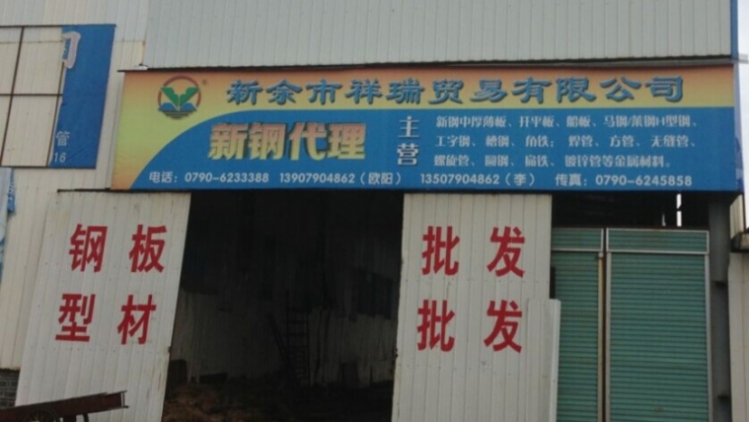 新余市祥瑞贸易有限公司
新钢代理
主营
新钢中厚薄板、开平板、船板、马钢/莱钢H型钢、
工字钢、槽钢、角铁; 焊管、方管、无缝管、
螺旋管、圆钢、扁铁、镀锌管等金属材料。
电话:0790-6233388 13907904862(欧阳) 13507904862(李) 传真:0790-6245858
管
16
钢板
型材
批发
批发